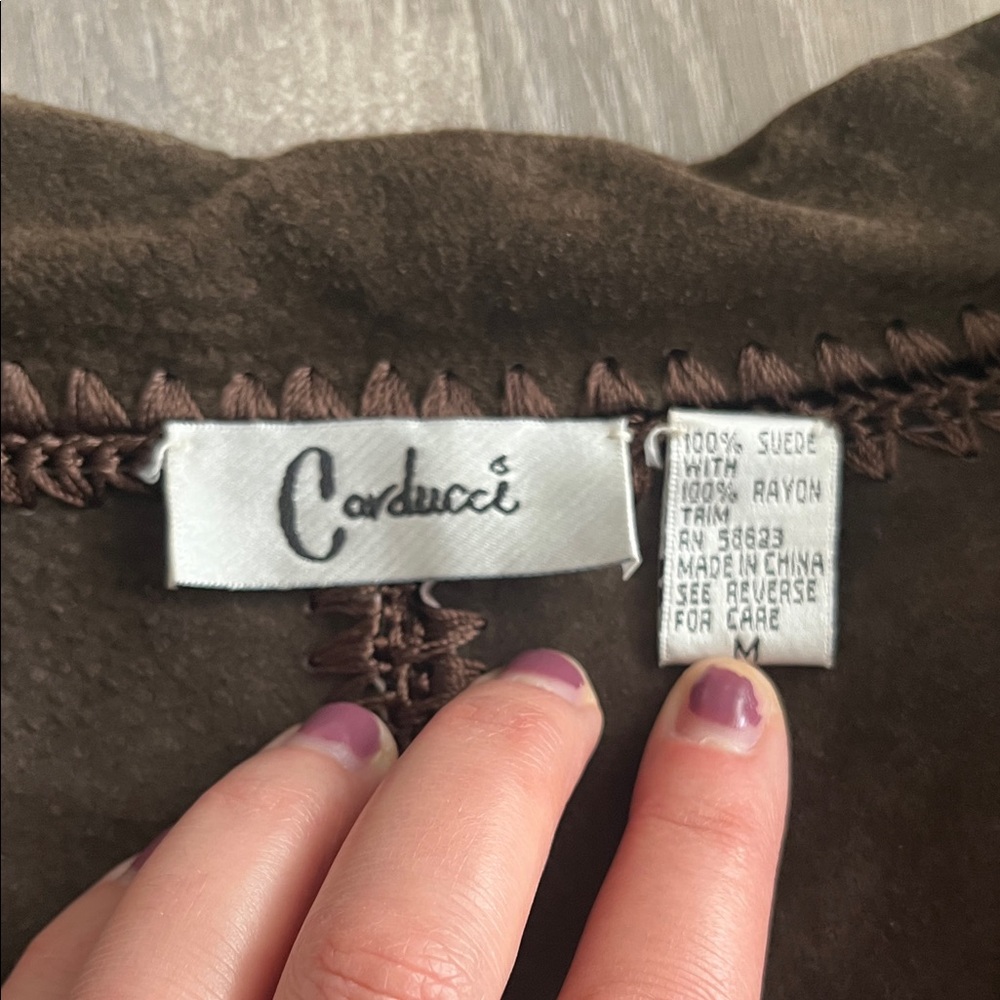 Carducci
100% SUEDE
WITH
100% RAYON
TRIM
RN 58623
MADE IN CHINA
SEE REVERSE
FOR CARE
M